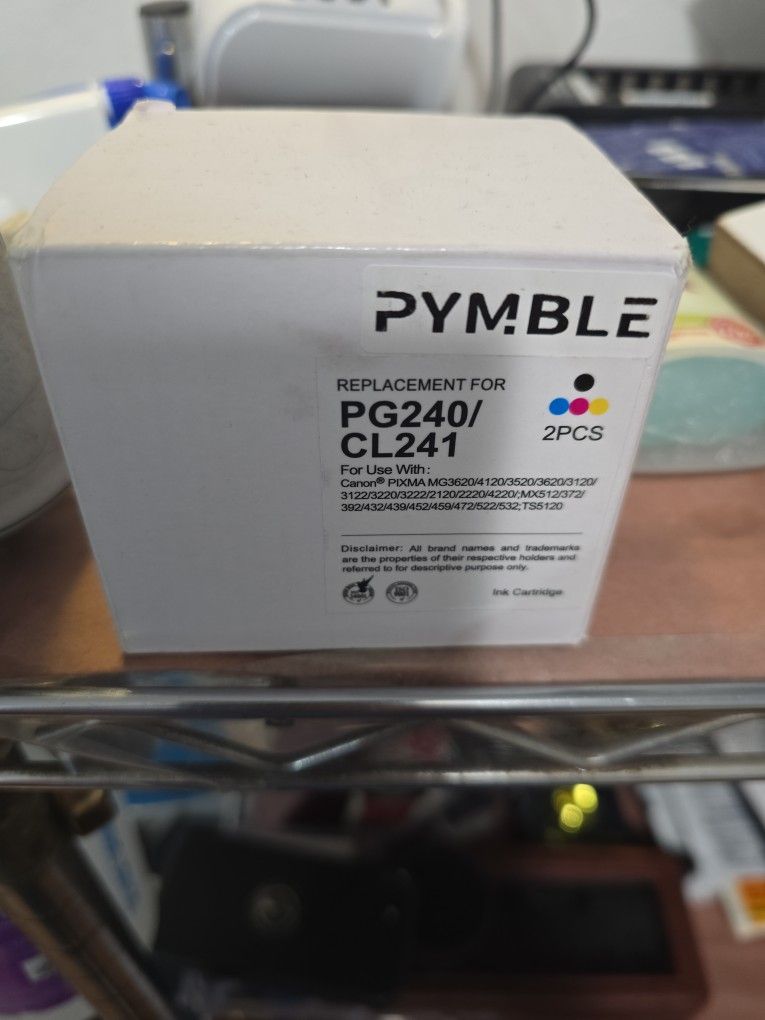 PYMBLE
REPLACEMENT FOR
PG240/
CL241
2PCS
For Use With:
Canon® PIXMA MG3620/4120/3520/3620/3120/
3122/3220/3222/2120/2220/4220/;MX512/372/
392/432/439/452/459/472/522/532;TS5120
Disclaimer: All brand names and trademarks
are the properties of their respective holders and
referred to for descriptive purpose only.
Ink Cartridge